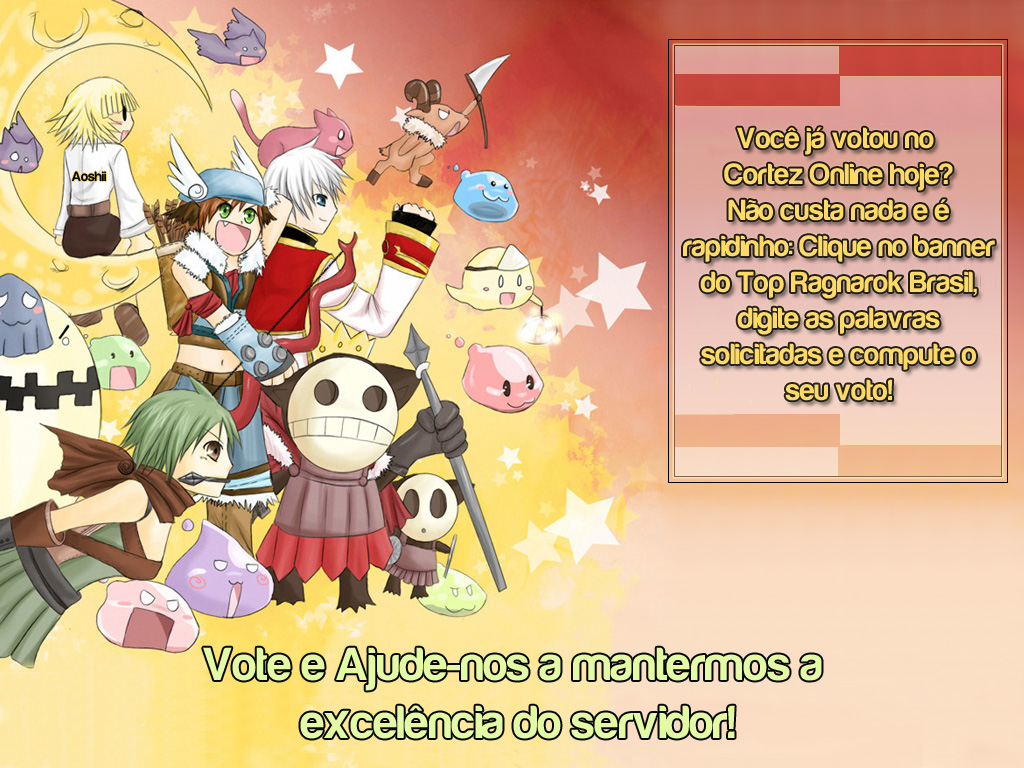 Aoshii
Você já votou no
Cortez Online hoje?
Não custa nada e é
rapidinho: Clique no banner
do Top Ragnarok Brasil,
digite as palavras
solicitadas e compute o
seu voto!
Vote e Ajude-nos a mantermos a
excelência do servidor!